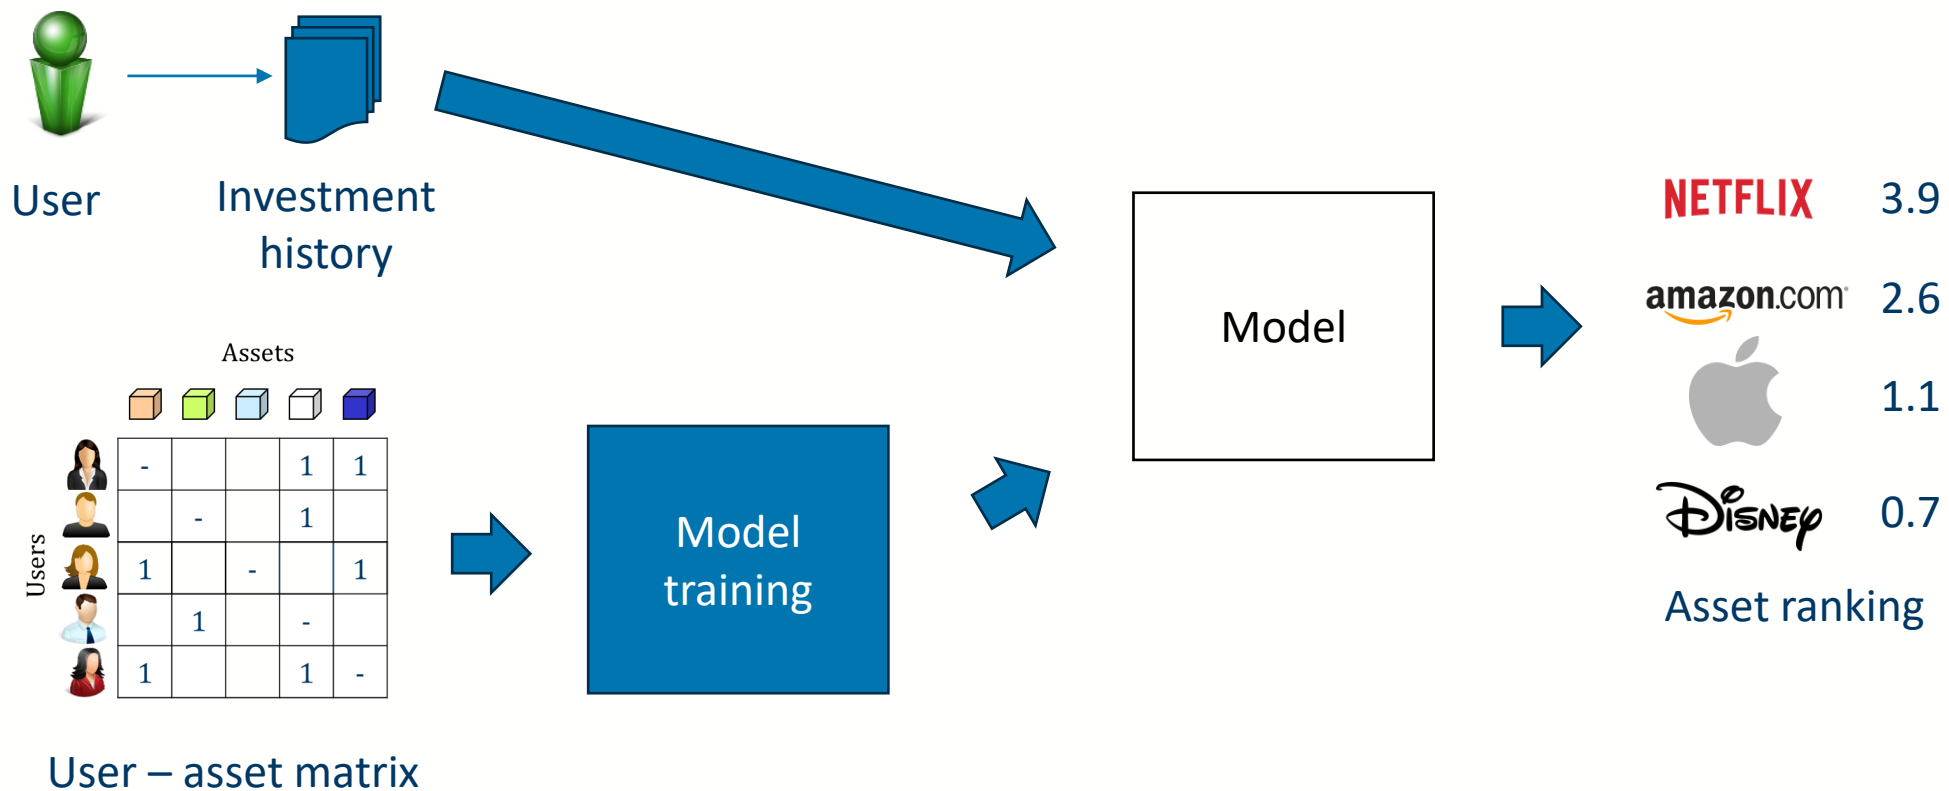 User
Investment
history
Assets
Users
- 1 1
- 1
1 - 1
1 -
1 1 -
User – asset matrix
Model
training
Model
NETFLIX 3.9
amazon.com 2.6
1.1
DISNEY 0.7
Asset ranking